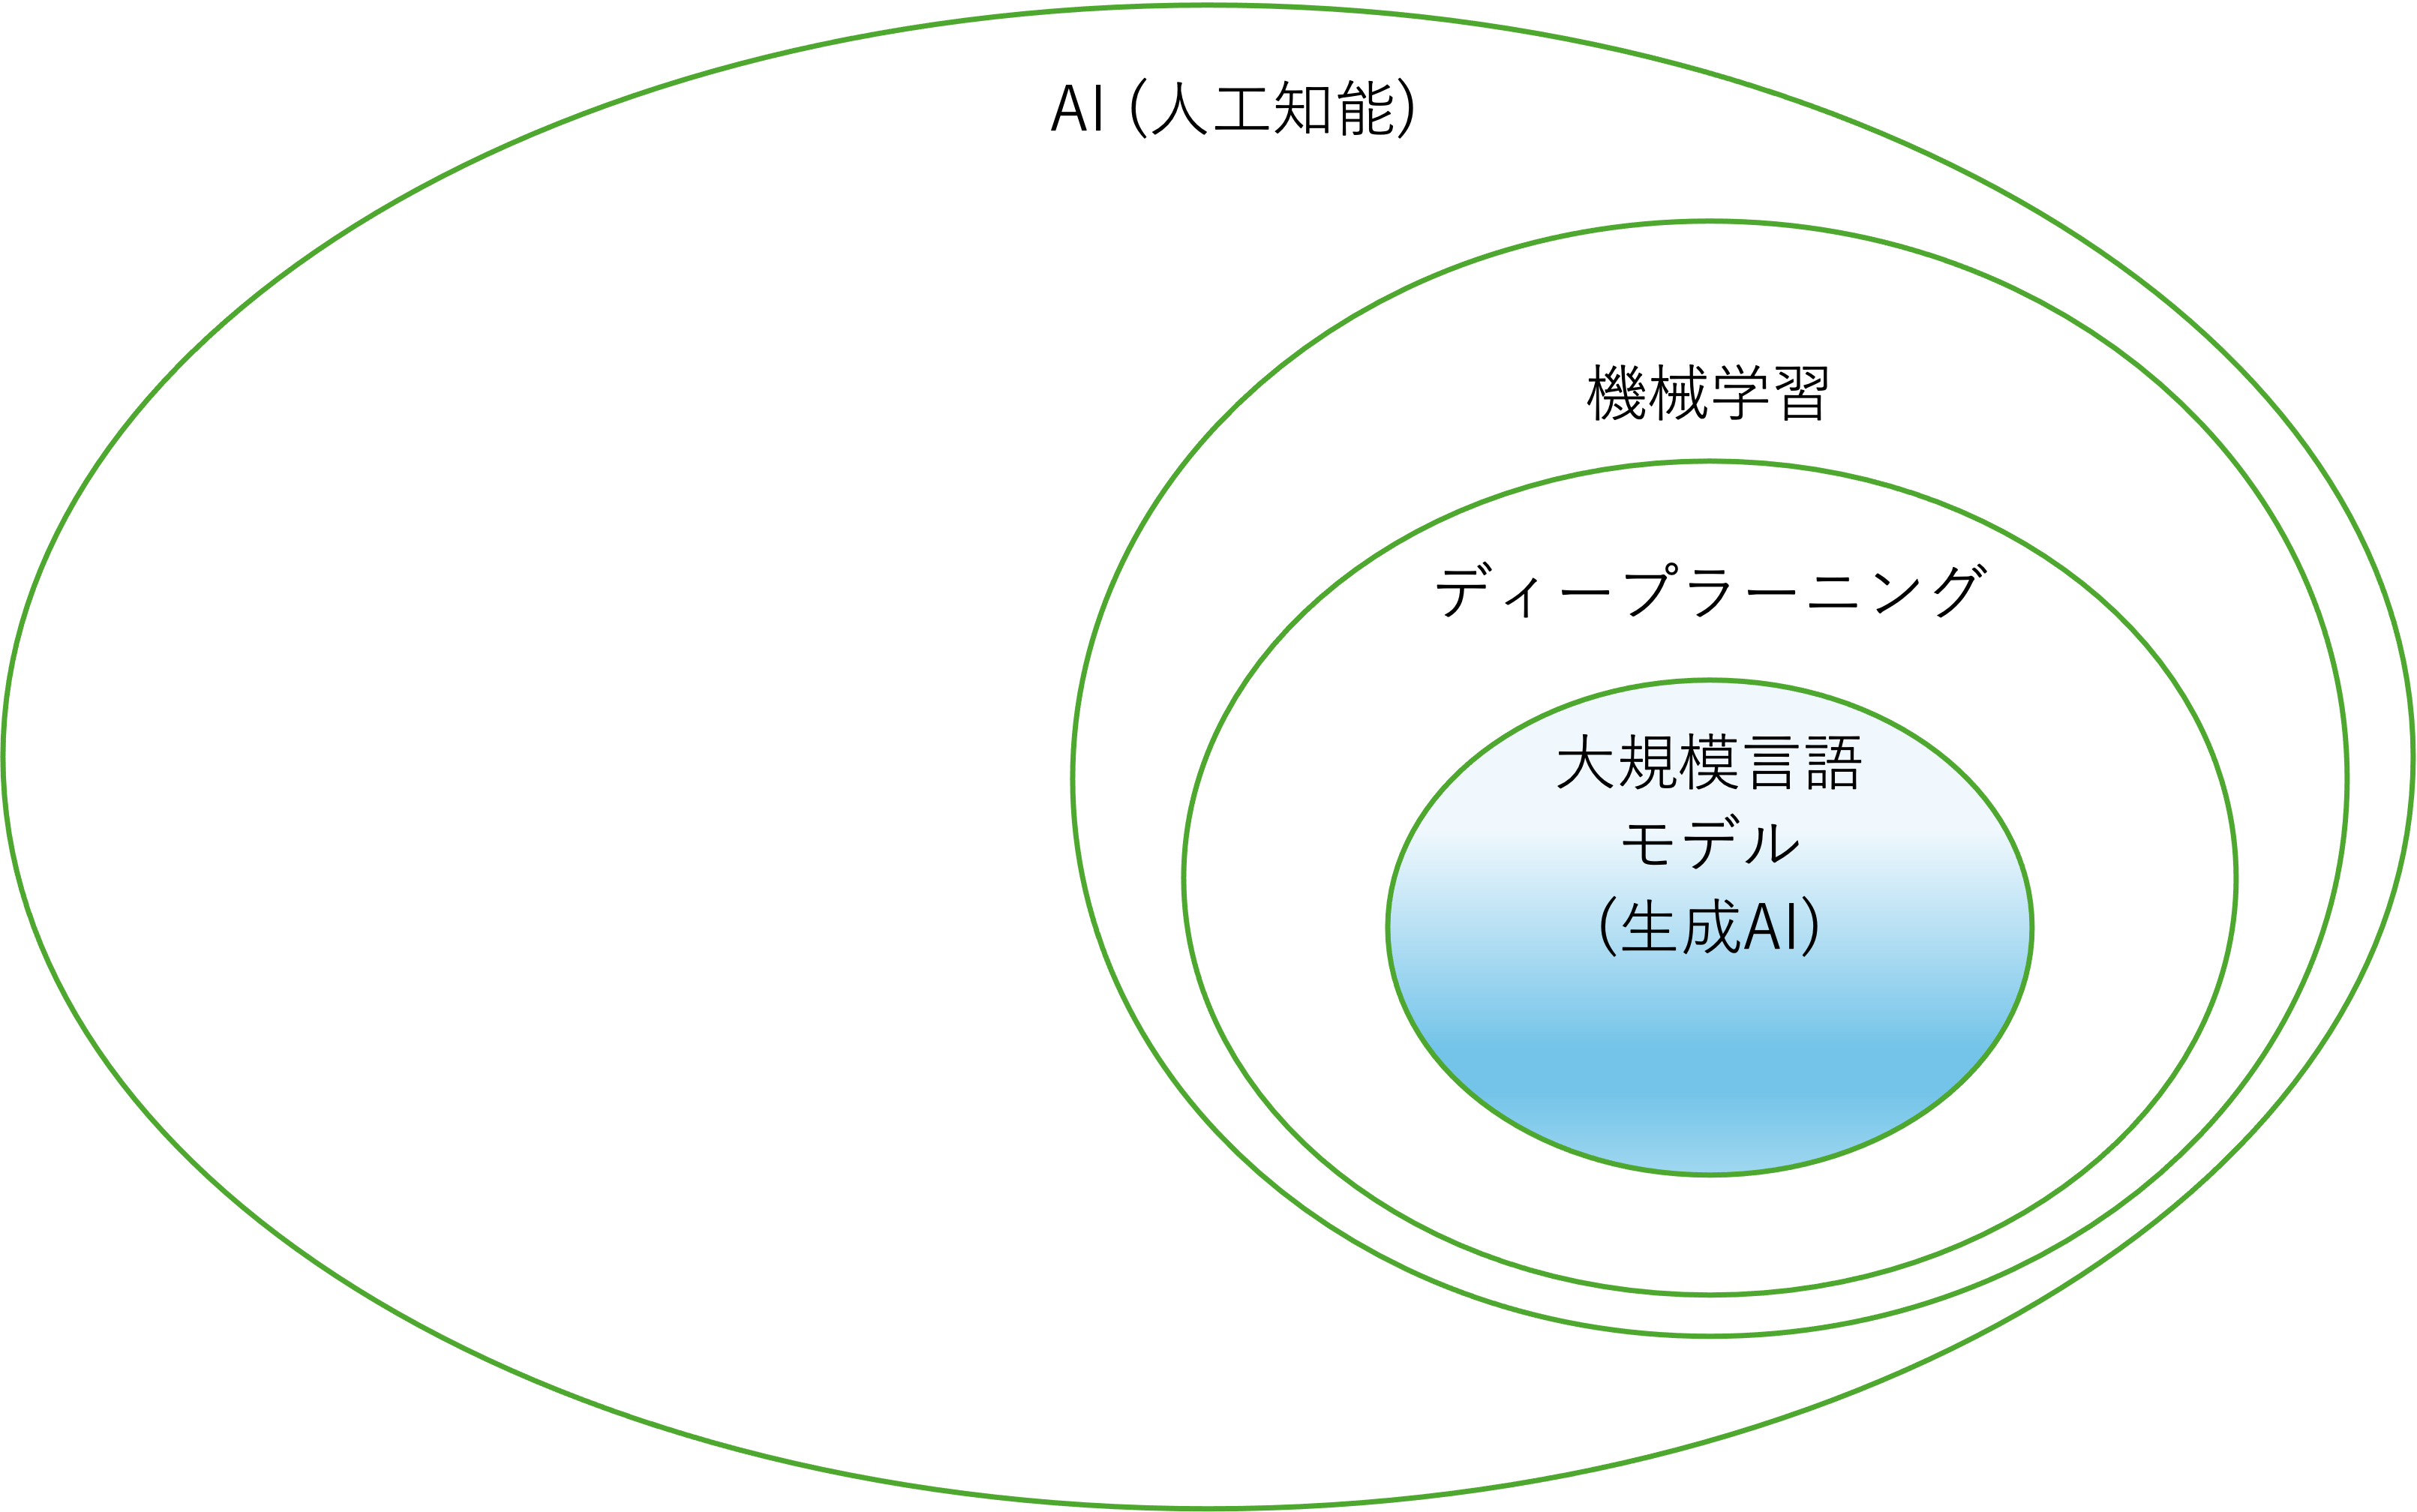 AI（人工知能）
機械学習
ディープラーニング
大規模言語
モデル
（生成AI）